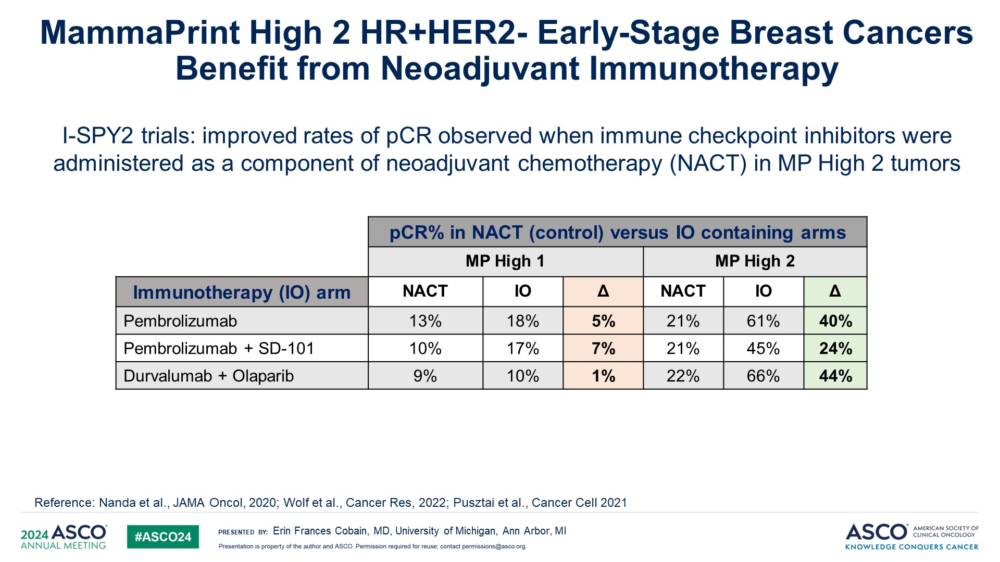 MammaPrint High 2 HR+HER2- Early-Stage Breast Cancers
Benefit from Neoadjuvant Immunotherapy
I-SPY2 trials: improved rates of pCR observed when immune checkpoint inhibitors were
administered as a component of neoadjuvant chemotherapy (NACT) in MP High 2 tumors
pCR% in NACT (control) versus IO containing arms
MP High 1 MP High 2
Immunotherapy (IO) arm NACT IO Δ NACT IO Δ
Pembrolizumab 13% 18% 5% 21% 61% 40%
Pembrolizumab + SD-101 10% 17% 7% 21% 45% 24%
Durvalumab + Olaparib 9% 10% 1% 22% 66% 44%
Reference: Nanda et al., JAMA Oncol, 2020; Wolf et al., Cancer Res, 2022; Pusztai et al., Cancer Cell 2021
2024 ASCO®
ANNUAL MEETING
#ASCO24
PRESENTED BY: Erin Frances Cobain, MD, University of Michigan, Ann Arbor, MI
Presentation is property of the author and ASCO. Permission required for reuse; contact permissions@asco.org.
ASCO® AMERICAN SOCIETY OF
CLINICAL ONCOLOGY
KNOWLEDGE CONQUERS CANCER